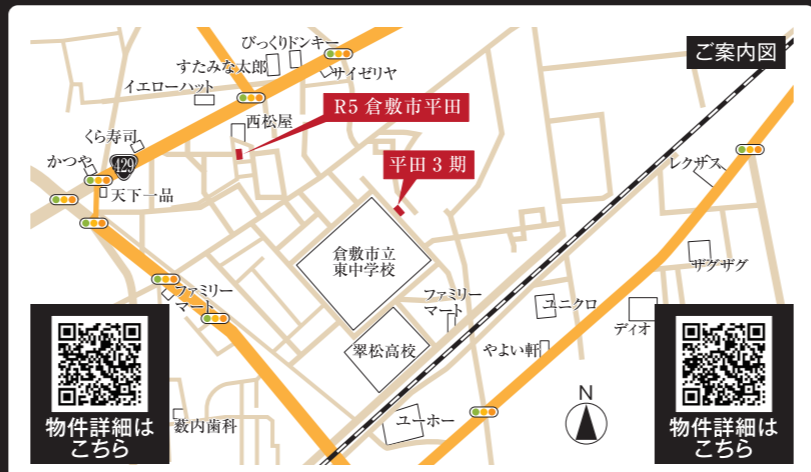 ご案内図
びっくりドンキー
すたみな太郎
サイゼリヤ
イエローハット
R5 倉敷市平田
西松屋
くら寿司
429
かつや
平田 3 期
レクザス
天下一品
倉敷市立
東中学校
ザグザグ
ファミリー
マート
ファミリー
マート
ユニクロ
ディオ
翠松高校
やよい軒
N
ユーホー
藪内歯科
物件詳細は
こちら
物件詳細は
こちら